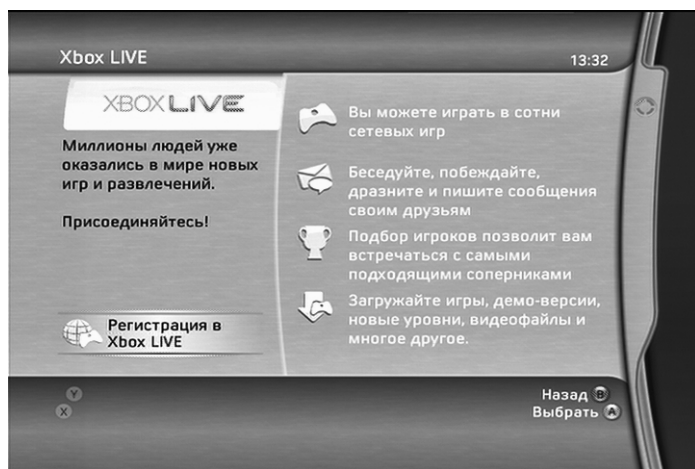 Xbox LIVE
13:32
XBOX LIVE
Миллионы людей уже
оказались в мире новых
игр и развлечений.
Присоединяйтесь!
Регистрация в
Xbox LIVE
Вы можете играть в сотни
сетевых игр
Беседуйте, побеждайте,
дразните и пишите сообщения
своим друзьям
Подбор игроков позволит вам
встречаться с самыми
подходящими соперниками
Загружайте игры, демо-версии,
новые уровни, видеофайлы и
многое другое.
Y
X
Назад B
Выбрать A